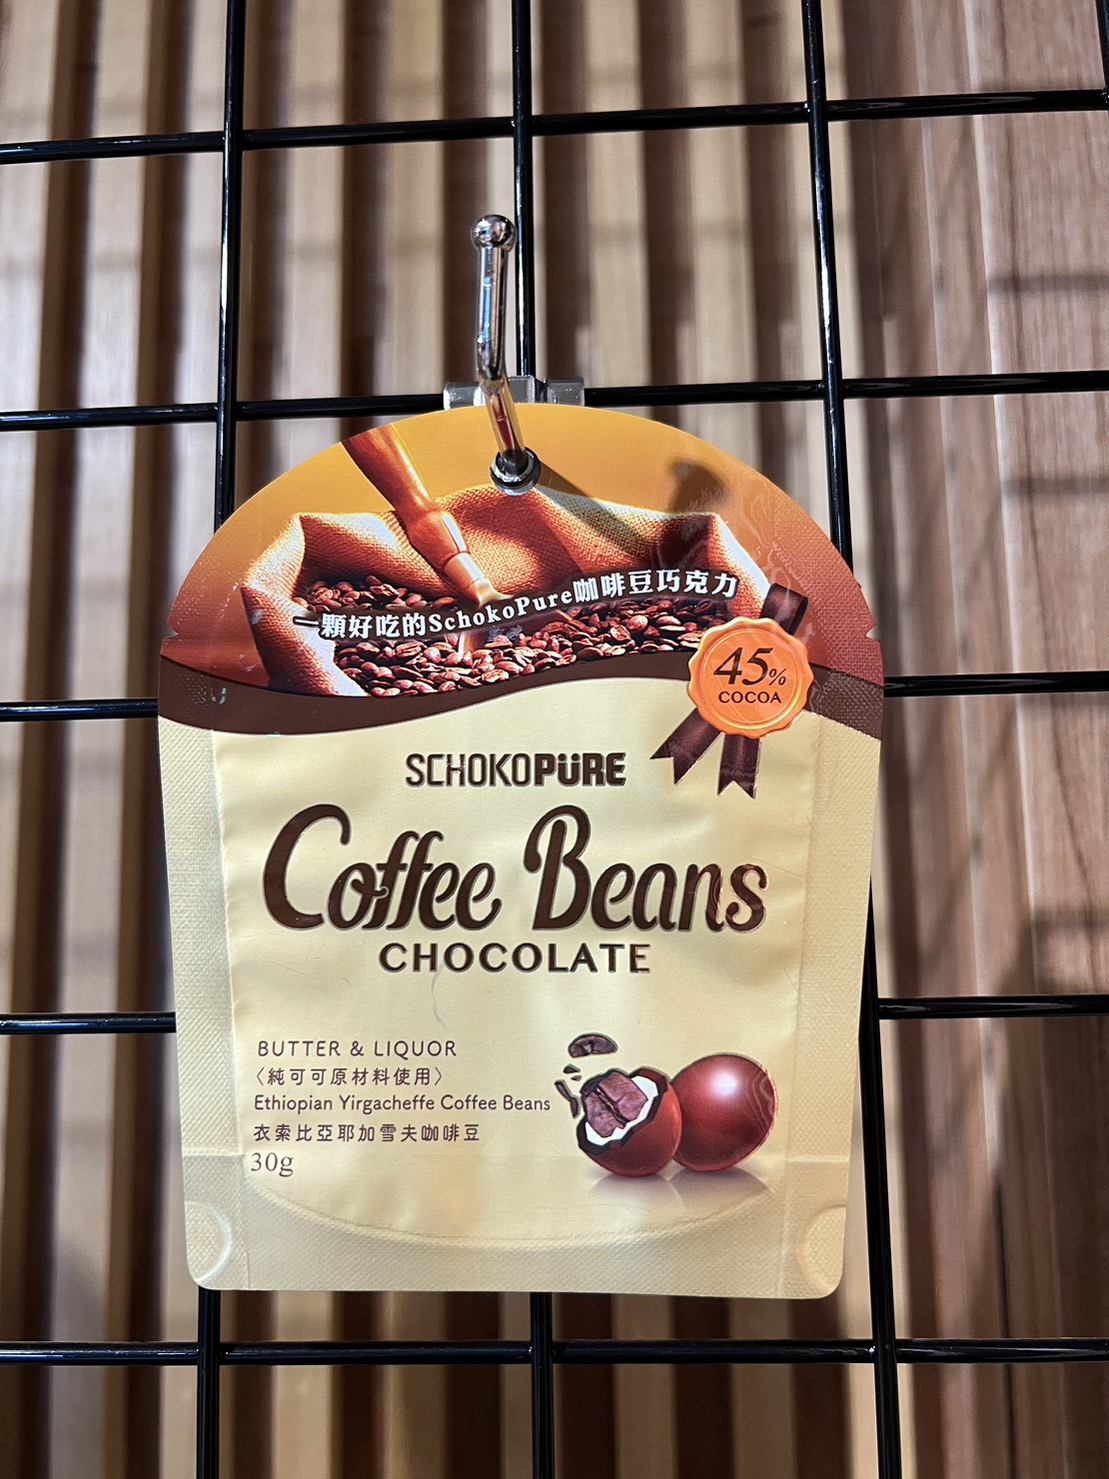 一顆好吃的SchokoPure咖啡豆巧克力
45%
COCOA
SCHOKOPÜRE
Coffee Beans
CHOCOLATE
BUTTER & LIQUOR
〈純可可原材料使用〉
Ethiopian Yirgacheffe Coffee Beans
衣索比亞耶加雪夫咖啡豆
30g